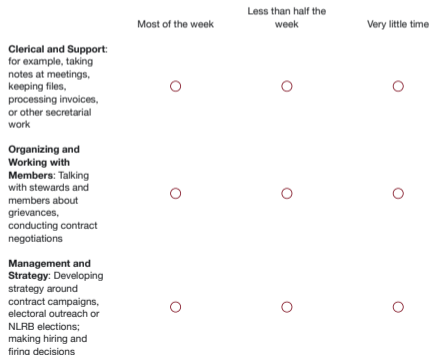 Most of the week
Less than half the
week
Very little time
Clerical and Support:
for example, taking
notes at meetings,
keeping files,
processing invoices,
or other secretarial
work
Organizing and
Working with
Members: Talking
with stewards and
members about
grievances,
conducting contract
negotiations
Management and
Strategy: Developing
strategy around
contract campaigns,
electoral outreach or
NLRB elections;
making hiring and
firing decisions